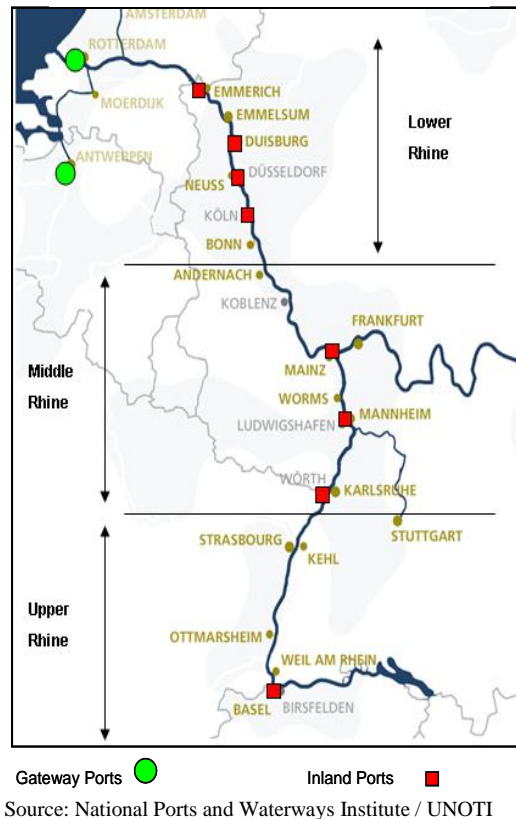 AMSTERDAM
ROTTERDAM
MOERDIJK
EMMERICH
EMMELSUM
Lower
Rhine
DUISBURG
ANTWERPEN
DÜSSELDORF
NEUSS
KÖLN
BONN
ANDERNACH
KOBLENZ
FRANKFURT
Middle
Rhine
MAINZ
WORMS
MANNHEIM
LUDWIGSHAFEN
WÖRTH
KARLSRUHE
STUTTGART
STRASBOURG
KEHL
Upper
Rhine
OTTMARSHEIM
WEIL AM RHEIN
BASEL
BIRSFELDEN
Gateway Ports
Inland Ports
Source: National Ports and Waterways Institute / UNOTI